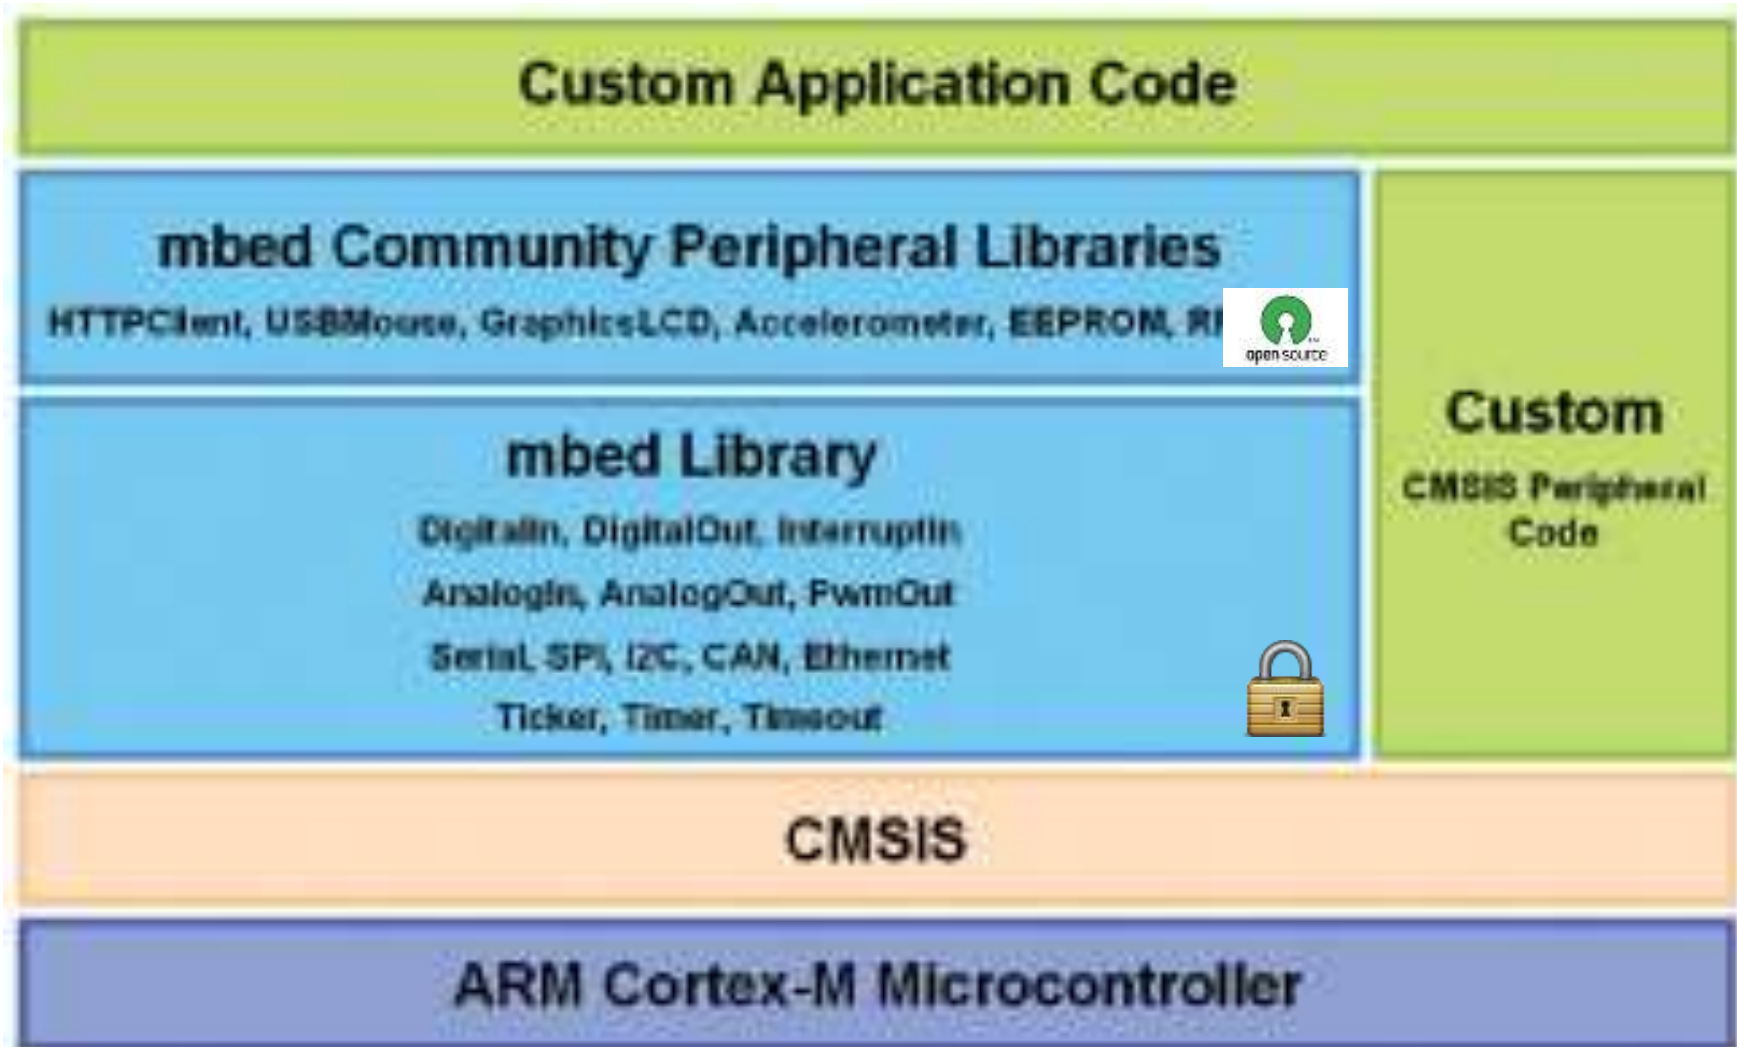 Custom Application Code
mbed Community Peripheral Libraries
HTTPClient, USBMouse, GraphicsLCD, Accelerometer, EEPROM,
open source
mbed Library
DigitalIn, DigitalOut, InterruptIn
AnalogIn, AnalogOut, PwmOut
Serial, SPI, I2C, CAN, Ethernet
Ticker, Timer, Timeout
Custom
CMSIS Peripheral
Code
CMSIS
ARM Cortex-M Microcontroller